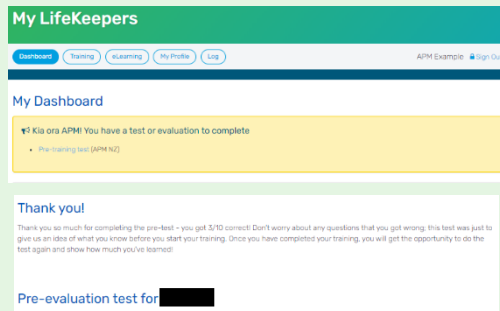 My LifeKeepers
Dashboard Training eLearning My Profile Log APM Example Sign Ou
My Dashboard
Kia ora APM! You have a test or evaluation to complete
Pre-training test (APM NZ)
Thank you!
Thank you so much for completing the pre-test - you got 3/10 correct! Don't worry about any questions that you got wrong; this test was just to
give us an idea of what you know before you start your training. Once you have completed your training, you will get the opportunity to do the
test again and show how much you've learned!
Pre-evaluation test for